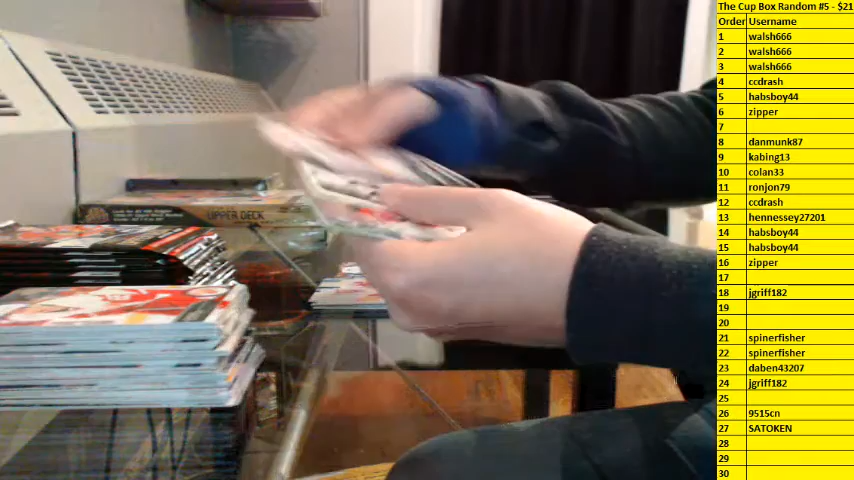 The Cup Box Random #5 - $21
Order Username
1 walsh666
2 walsh666
3 walsh666
4 ccdrash
5 habsboy44
6 zipper
7
8 danmunk87
9 kabing13
10 colan33
11 ronjon79
12 ccdrash
13 hennessey27201
14 habsboy44
15 habsboy44
16 zipper
17
18 jgriff182
19
20
21 spinerfisher
22 spinerfisher
23 daben43207
24 jgriff182
25
26 9515cn
27 SATOKEN
28
29
30
UPPER DECK